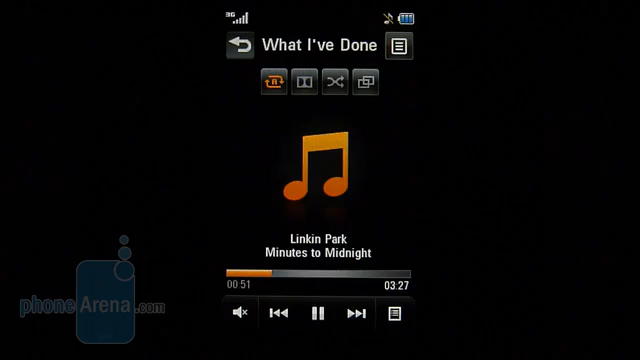 3G
What I've Done
A
Linkin Park
Minutes to Midnight
00:51 03:27
phoneArena.com